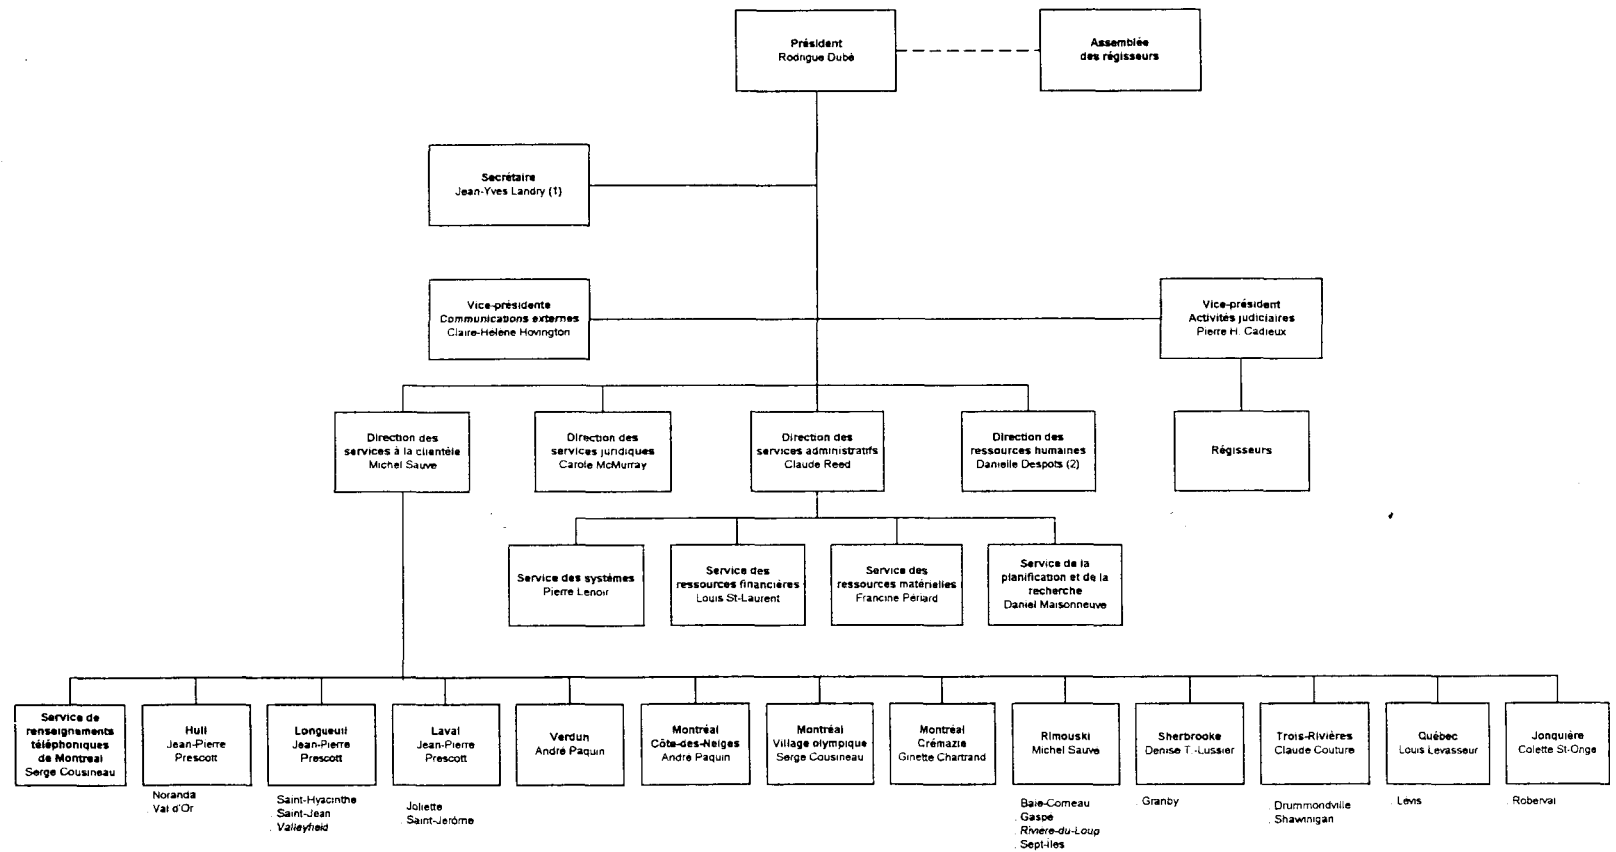 Président
Rodrigue Dubé
Assemblée
des régisseurs
Secrétaire
Jean-Yves Landry (1)
Vice-présidente
Communications externes
Claire-Hélène Hovington
Vice-président
Activités judiciaires
Pierre H. Cadieux
Direction des
services à la clientèle
Michel Sauve
Direction des
services juridiques
Carole McMurray
Direction des
services administratifs
Claude Reed
Direction des
ressources humaines
Danielle Despots (2)
Régisseurs
Service des systèmes
Pierre Lenoir
Service des
ressources financières
Louis St-Laurent
Service des
ressources matérielles
Francine Périard
Service de la
planification et de la
recherche
Daniel Maisonneuve
Service de
renseignements
téléphoniques
de Montréal
Serge Cousineau
Hull
Jean-Pierre
Prescott
Longueuil
Jean-Pierre
Prescott
Laval
Jean-Pierre
Prescott
Verdun
André Paquin
Montréal
Côte-des-Neiges
André Paquin
Montréal
Village olympique
Serge Cousineau
Montréal
Crémazie
Ginette Chartrand
Rimouski
Michel Sauve
Sherbrooke
Denise T.-Lussier
Trois-Rivières
Claude Couture
Québec
Louis Levasseur
Jonquière
Colette St-Onge
. Noranda
. Val d'Or
. Saint-Hyacinthe
. Saint-Jean
. Valleyfield
. Joliette
. Saint-Jerôme
. Baie-Comeau
. Gaspé
. Rivière-du-Loup
. Sept-Iles
. Granby
. Drummondville
. Shawinigan
. Lévis
. Roberval